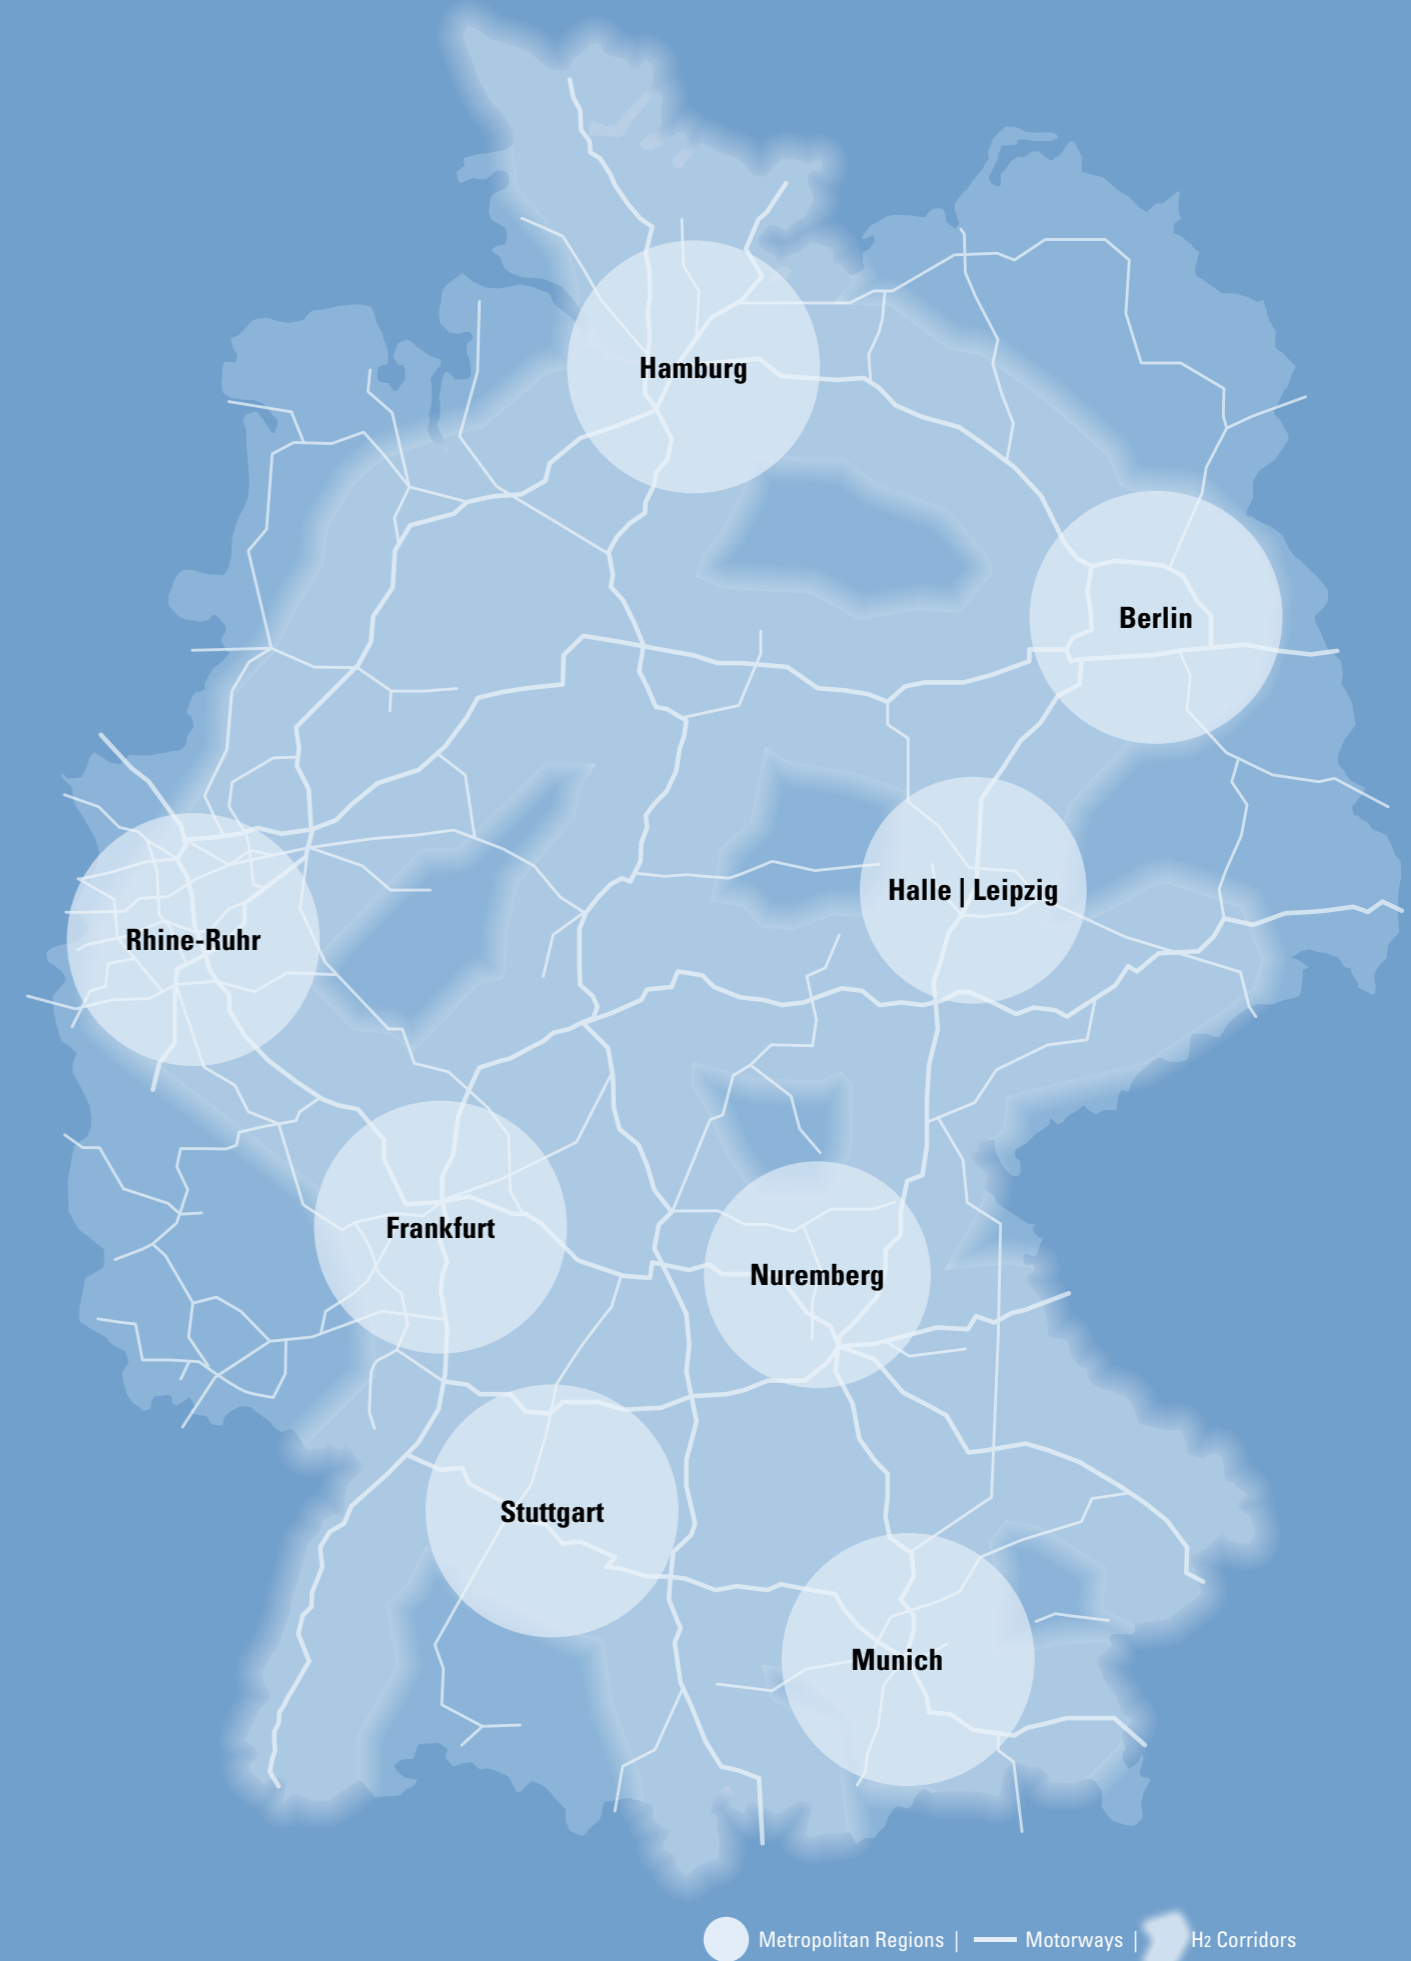 Hamburg
Berlin
Halle | Leipzig
Rhine-Ruhr
Frankfurt
Nuremberg
Stuttgart
Munich
Metropolitan Regions | Motorways | H2 Corridors